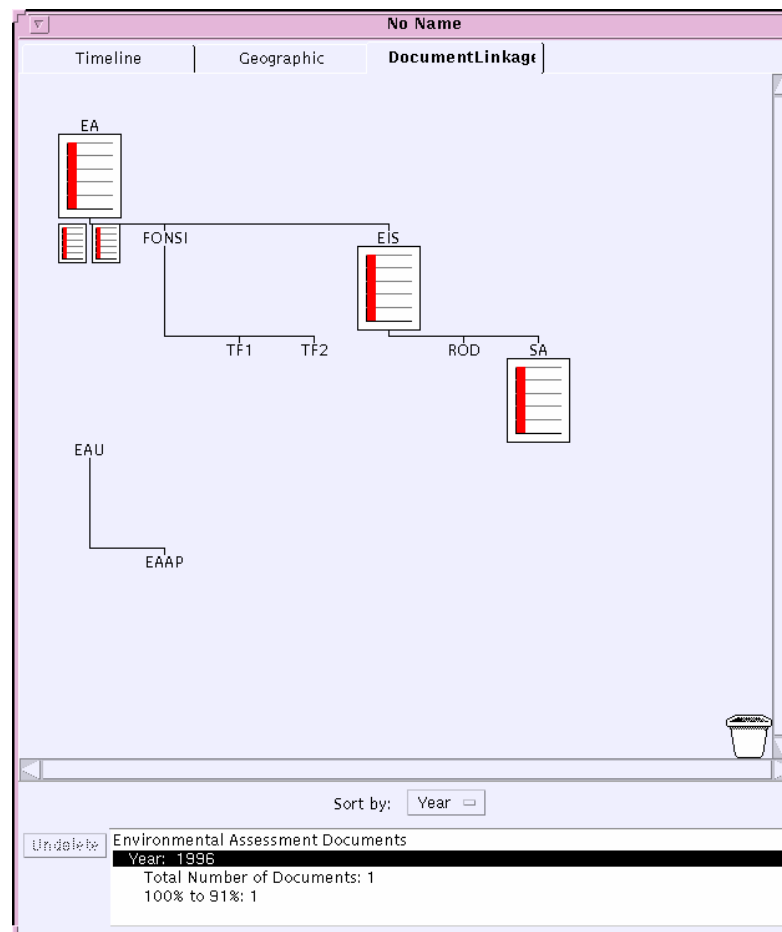 No Name
Timeline Geographic DocumentLinkage
EA
FONSI EIS
TF1 TF2 ROD SA
EAU
EAAP
Sort by: Year
Undelete
Environmental Assessment Documents
Year: 1996
Total Number of Documents: 1
100% to 91%: 1